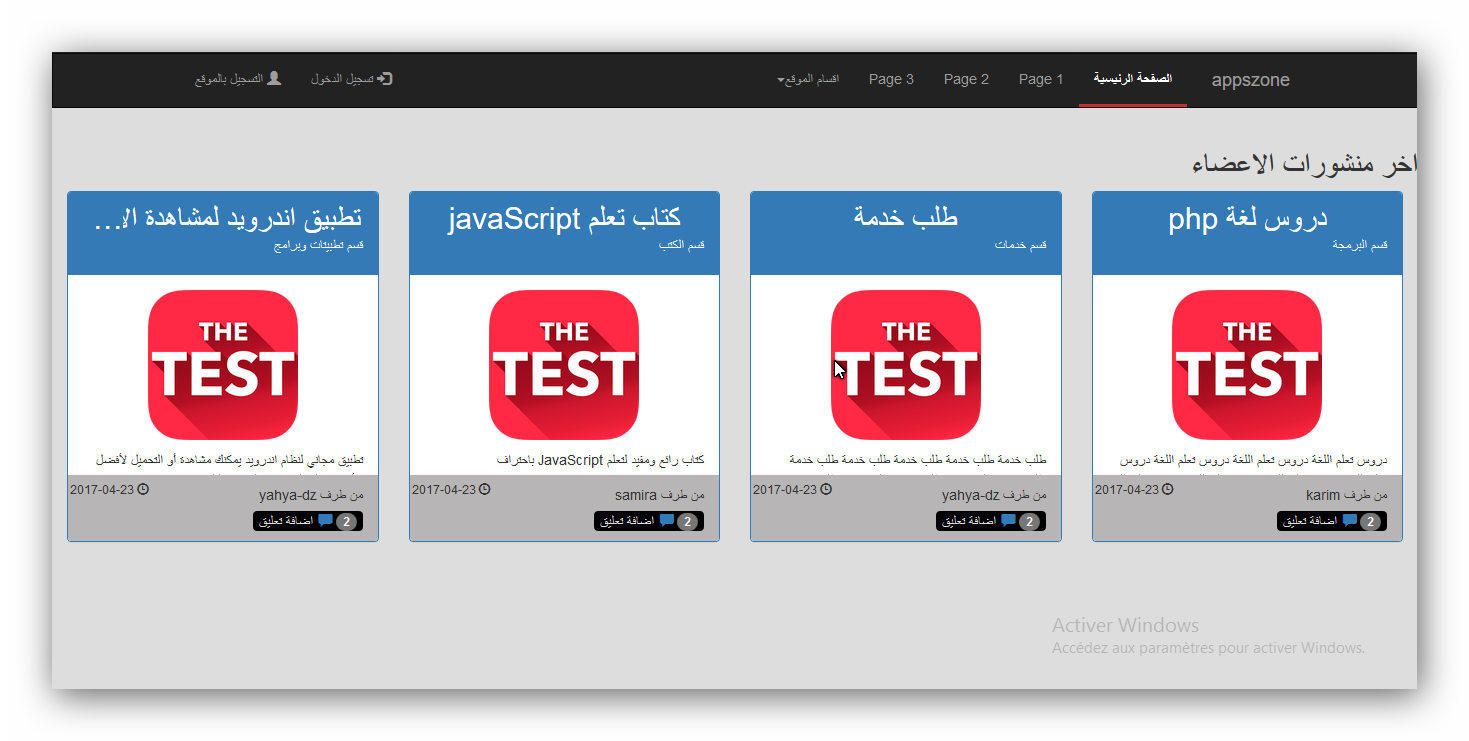 appszone
الصفحة الرئيسية
Page 1
Page 2
Page 3
اقسام الموقع
تسجيل الدخول
التسجيل بالموقع
اخر منشورات الاعضاء
دروس لغة php
قسم البرمجة
THE
TEST
دروس تعلم اللغة دروس تعلم اللغة دروس تعلم اللغة دروس
من طرف karim
2017-04-23
2 اضافة تعليق
طلب خدمة
قسم خدمات
THE
TEST
طلب خدمة طلب خدمة طلب خدمة طلب خدمة طلب خدمة
من طرف yahya-dz
2017-04-23
2 اضافة تعليق
كتاب تعلم javaScript
قسم الكتب
THE
TEST
كتاب رائع ومفيد لتعلم JavaScript باحتراف
من طرف samira
2017-04-23
2 اضافة تعليق
تطبيق اندرويد لمشاهدة الا...
قسم تطبيتات وبرامج
THE
TEST
تطبيق مجاني لنظام اندرويد يمكنك مشاهدة أو التحميل لأفضل
من طرف yahya-dz
2017-04-23
2 اضافة تعليق
Activer Windows
Accédez aux paramètres pour activer Windows.